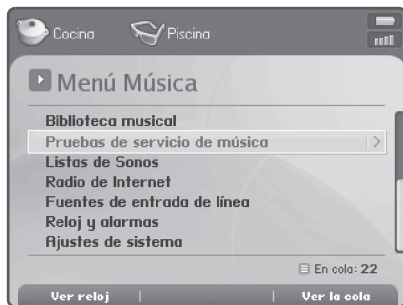 Cocina
Piscina
Menú Música
Biblioteca musical
Pruebas de servicio de música
Listas de Sonos
Radio de Internet
Fuentes de entrada de línea
Reloj y alarmas
Ajustes de sistema
En cola: 22
Ver reloj
Ver la cola